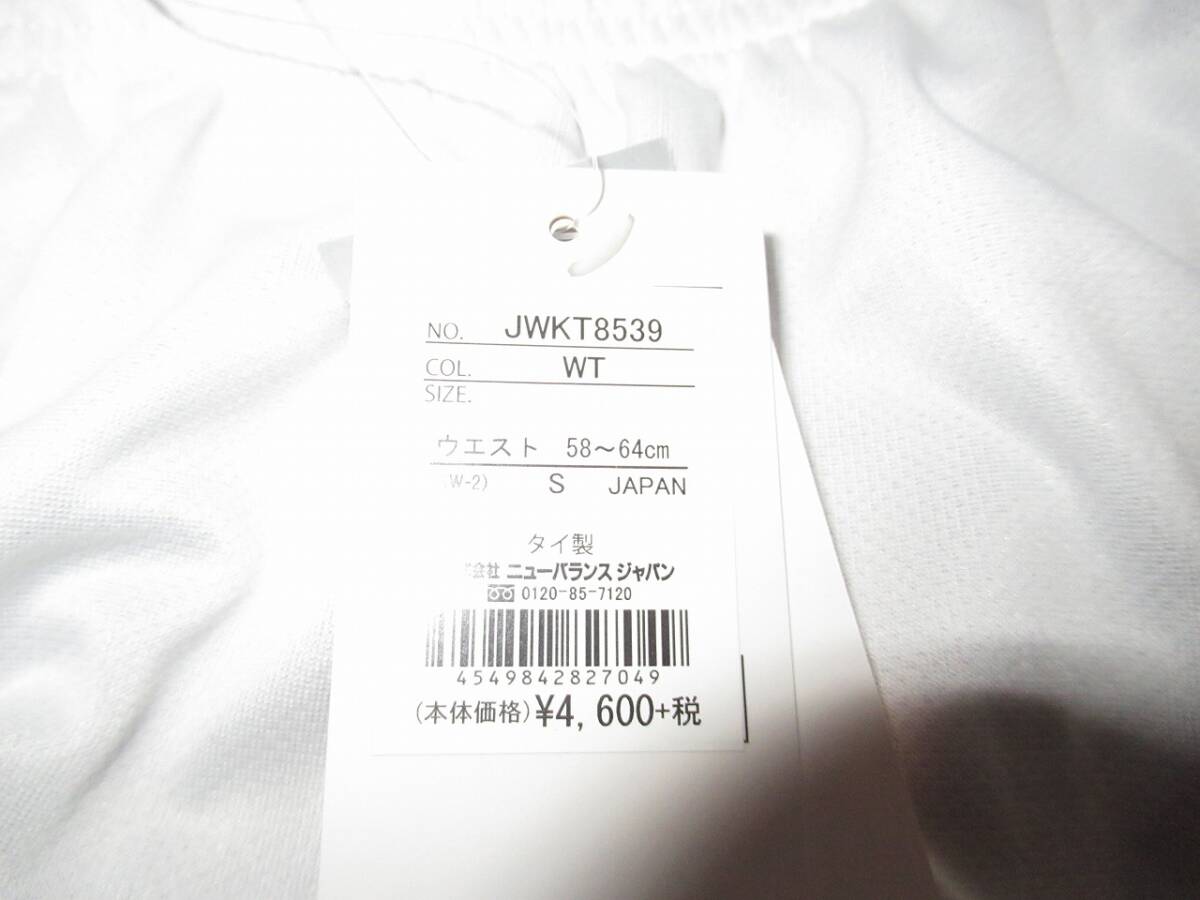 NO. JWKT8539
COL. WT
SIZE.
ウエスト 58～64cm
W-2) S JAPAN
タイ製
会社 ニューバランス ジャパン
0120-85-7120
4549842827049
(本体価格)¥4,600+税